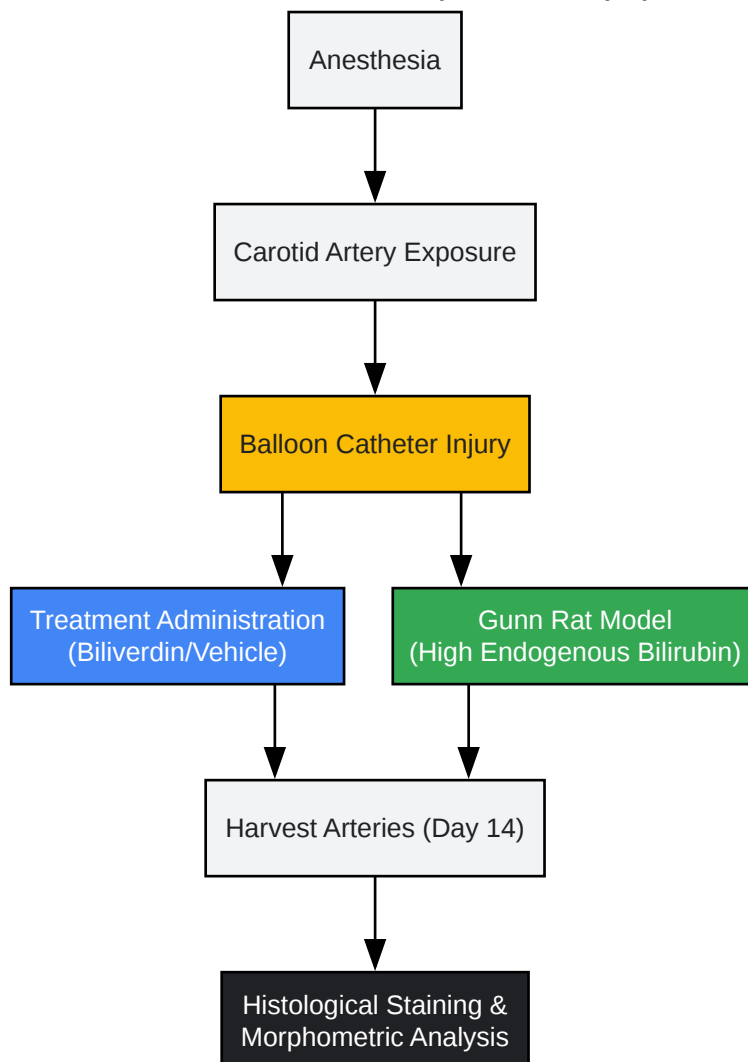 Anesthesia
Carotid Artery Exposure
Balloon Catheter Injury
Treatment Administration
(Biliverdin/Vehicle)
Gunn Rat Model
(High Endogenous Bilirubin)
Harvest Arteries (Day 14)
Histological Staining &
Morphometric Analysis